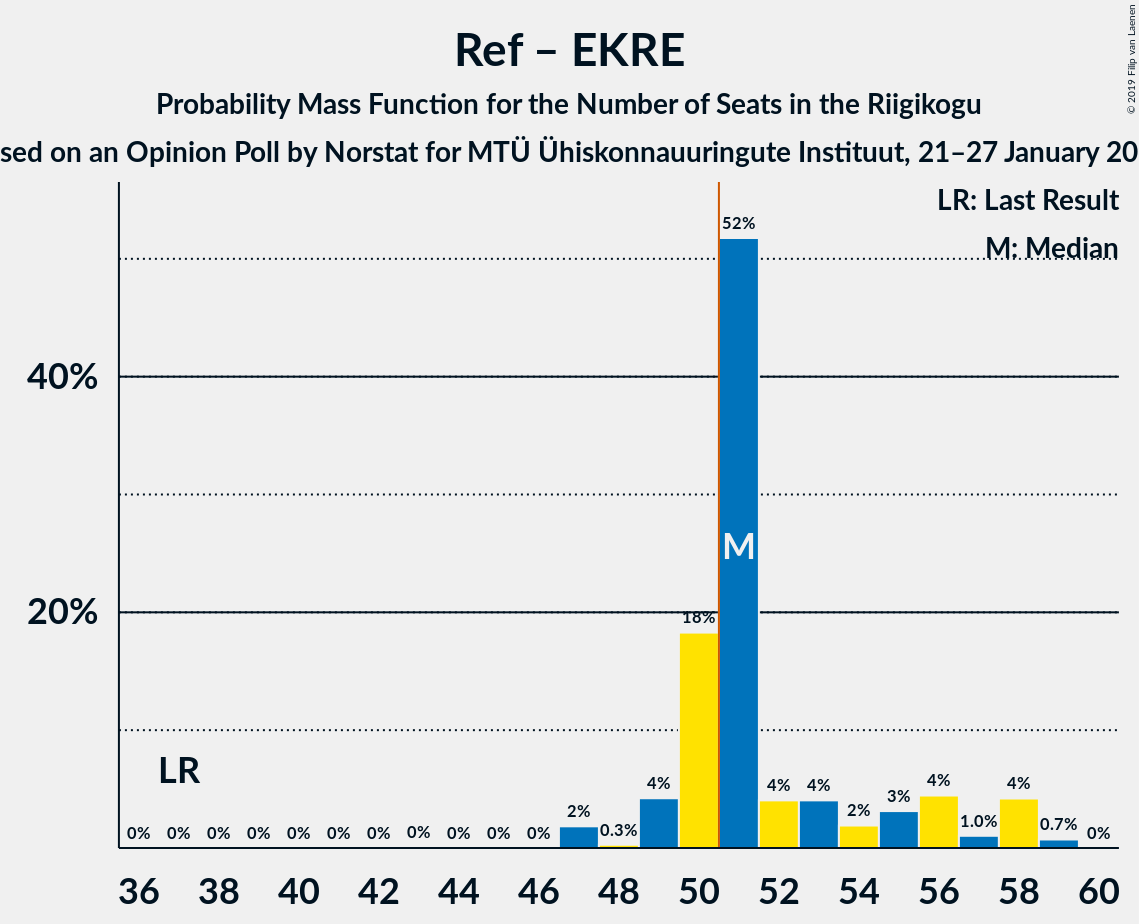 Ref – EKRE
Probability Mass Function for the Number of Seats in the Riigikogu
sed on an Opinion Poll by Norstat for MTÜ Ühiskonnauuringute Instituut, 21–27 January 20
© 2019 Filip van Laenen
LR: Last Result
M: Median
52%
40%
M
20%
18%
LR
0% 0% 0% 0% 0% 0% 0% 0% 0% 0% 0% 2% 0.3% 4% 4% 4% 2% 3% 4% 1.0% 4% 0.7% 0%
36 38 40 42 44 46 48 50 52 54 56 58 60